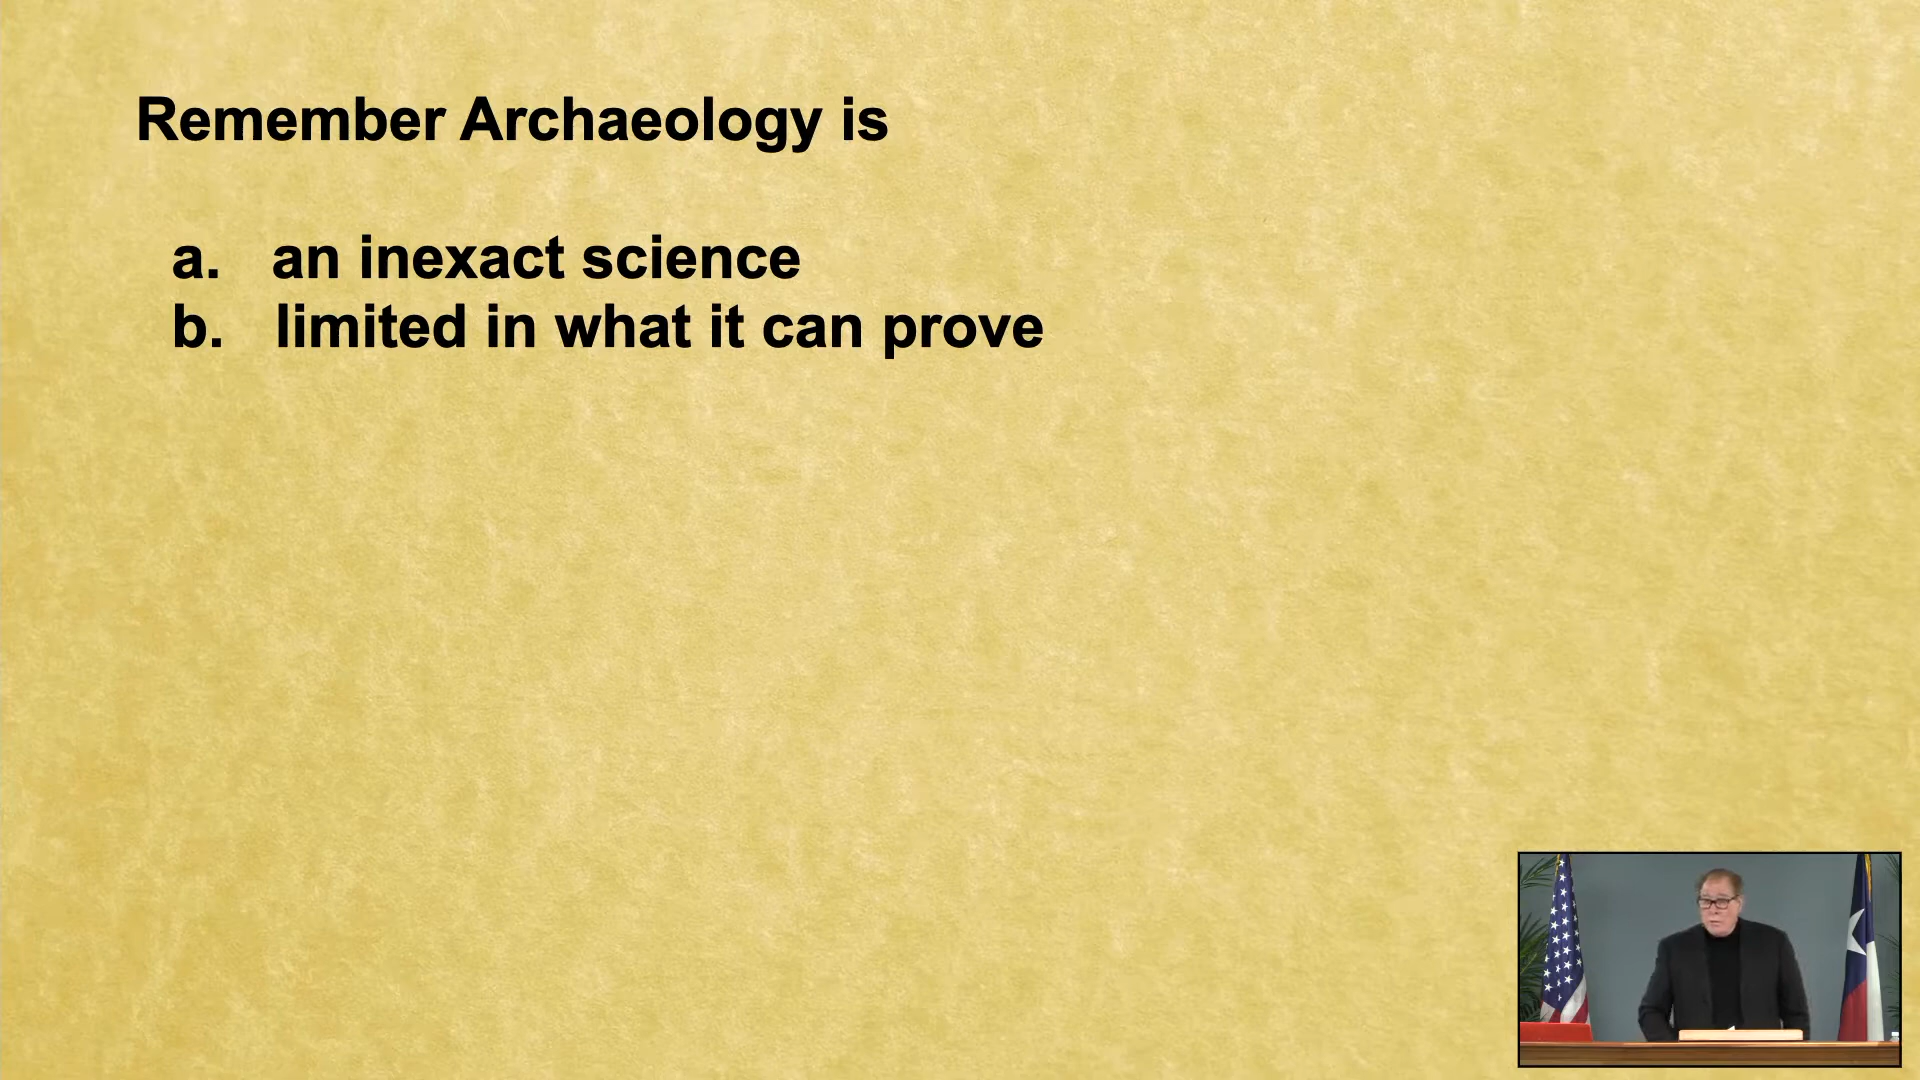 Remember Archaeology is
a. an inexact science
b. limited in what it can prove